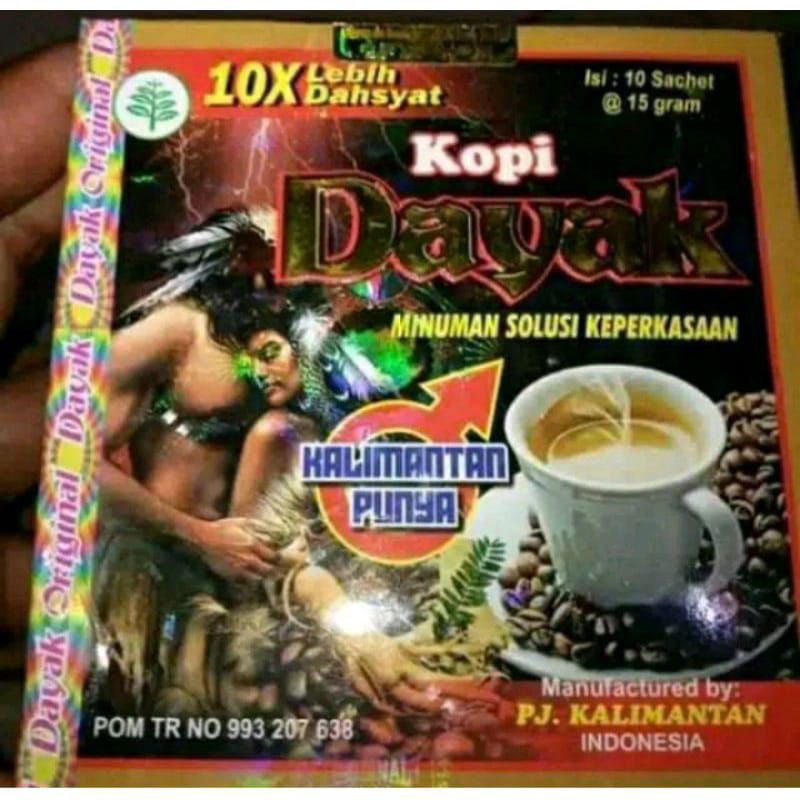 10X Lebih Dahsyat
Isi : 10 Sachet
@ 15 gram
Kopi
Dayak
MINUMAN SOLUSI KEPERKASAAN
KALIMANTAN
PUNYA
Dayak Original Dayak Original Dayak Original Da
POM TR NO 993 207 638
Manufactured by:
PJ. KALIMANTAN
INDONESIA